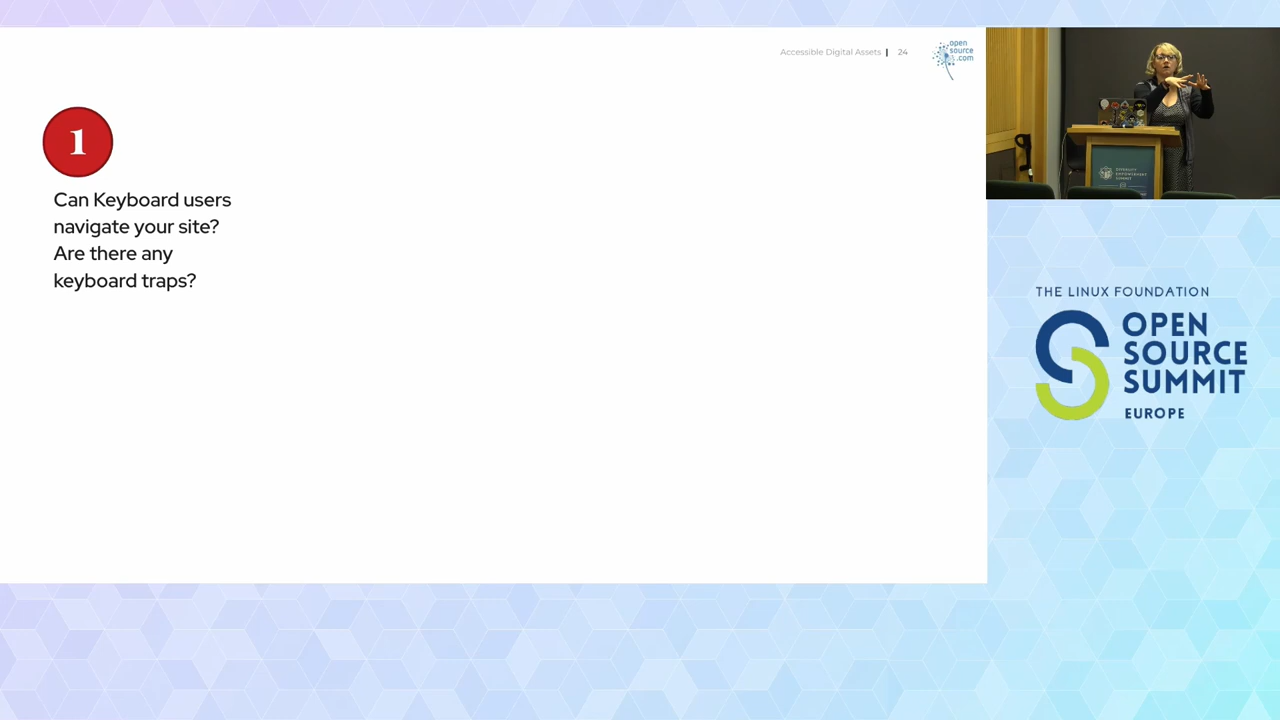 Accessible Digital Assets | 24
open
source
.com
1
Can Keyboard users
navigate your site?
Are there any
keyboard traps?
THE LINUX FOUNDATION
OPEN
SOURCE
SUMMIT
EUROPE